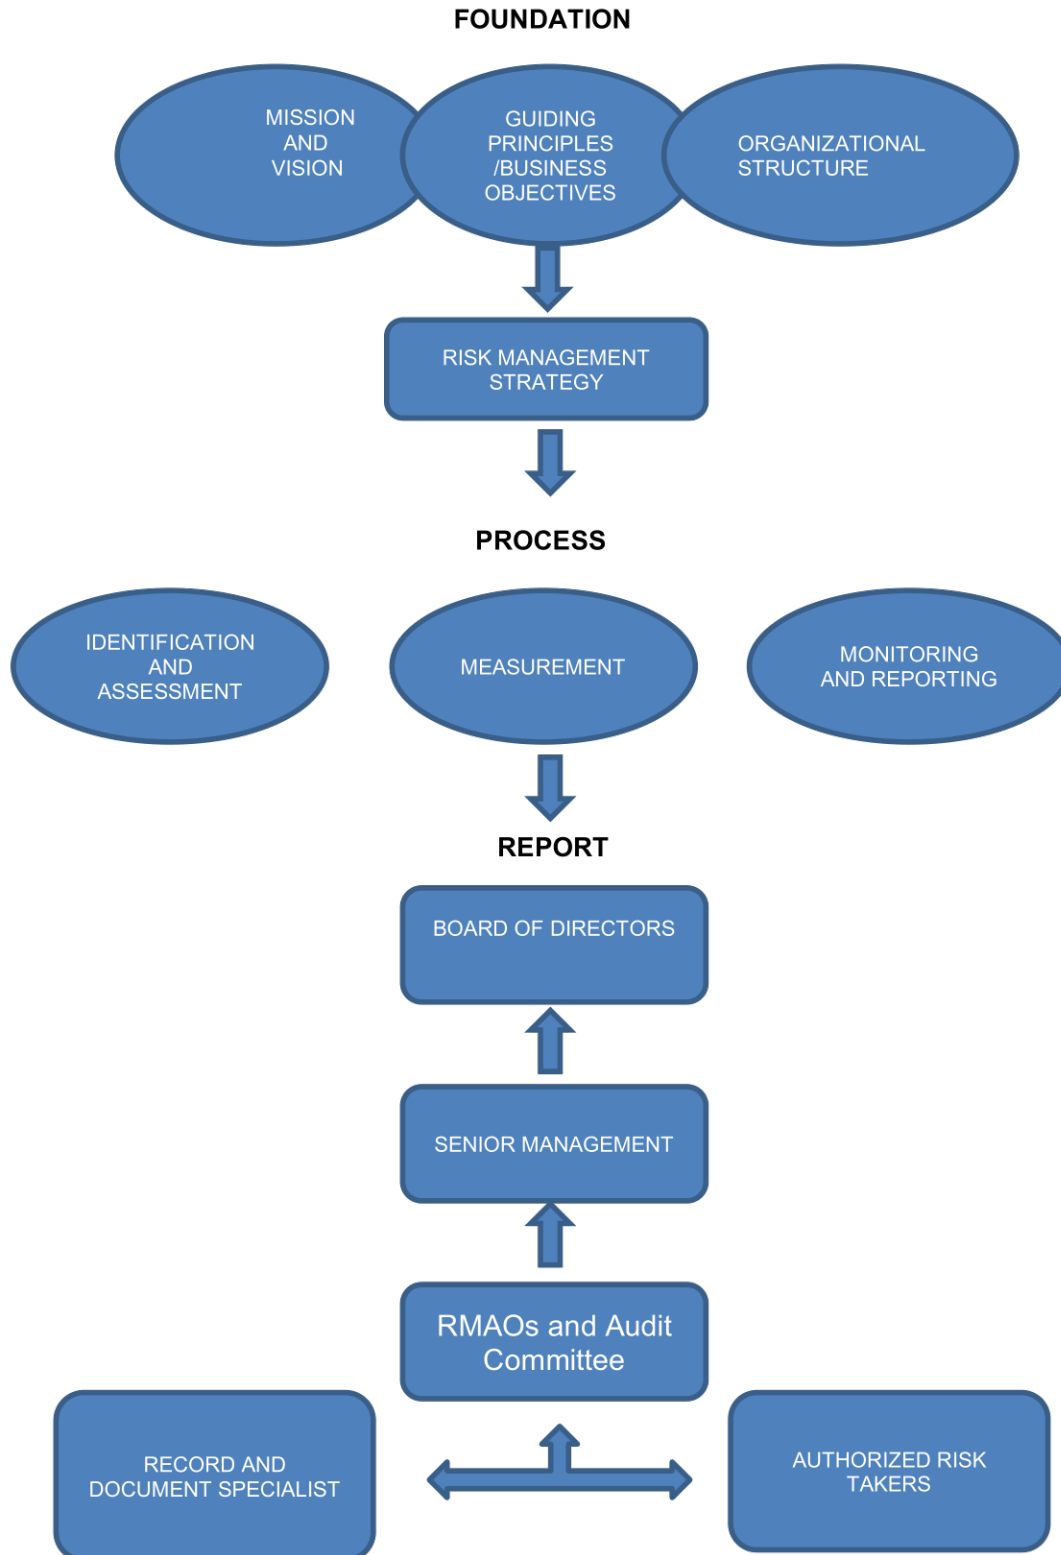 FOUNDATION
MISSION
AND
VISION
GUIDING
PRINCIPLES
/BUSINESS
OBJECTIVES
ORGANIZATIONAL
STRUCTURE
RISK MANAGEMENT
STRATEGY
PROCESS
IDENTIFICATION
AND
ASSESSMENT
MEASUREMENT
MONITORING
AND REPORTING
REPORT
BOARD OF DIRECTORS
SENIOR MANAGEMENT
RMAOs and Audit
Committee
RECORD AND
DOCUMENT SPECIALIST
AUTHORIZED RISK
TAKERS